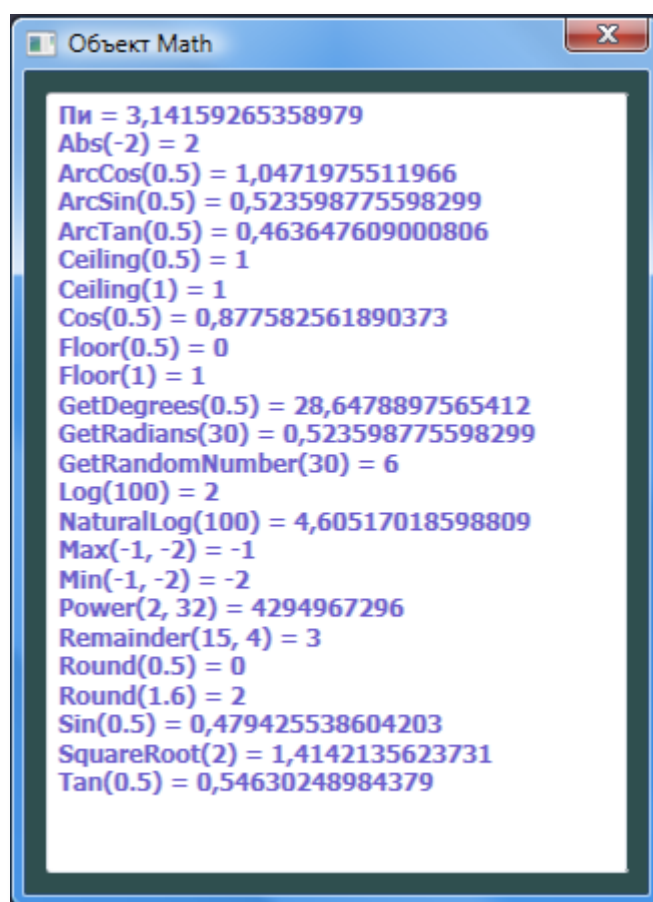 Объект Math
Пи = 3,14159265358979
Abs(-2) = 2
ArcCos(0.5) = 1,0471975511966
ArcSin(0.5) = 0,523598775598299
ArcTan(0.5) = 0,463647609000806
Ceiling(0.5) = 1
Ceiling(1) = 1
Cos(0.5) = 0,877582561890373
Floor(0.5) = 0
Floor(1) = 1
GetDegrees(0.5) = 28,6478897565412
GetRadians(30) = 0,523598775598299
GetRandomNumber(30) = 6
Log(100) = 2
NaturalLog(100) = 4,60517018598809
Max(-1, -2) = -1
Min(-1, -2) = -2
Power(2, 32) = 4294967296
Remainder(15, 4) = 3
Round(0.5) = 0
Round(1.6) = 2
Sin(0.5) = 0,479425538604203
SquareRoot(2) = 1,4142135623731
Tan(0.5) = 0,54630248984379